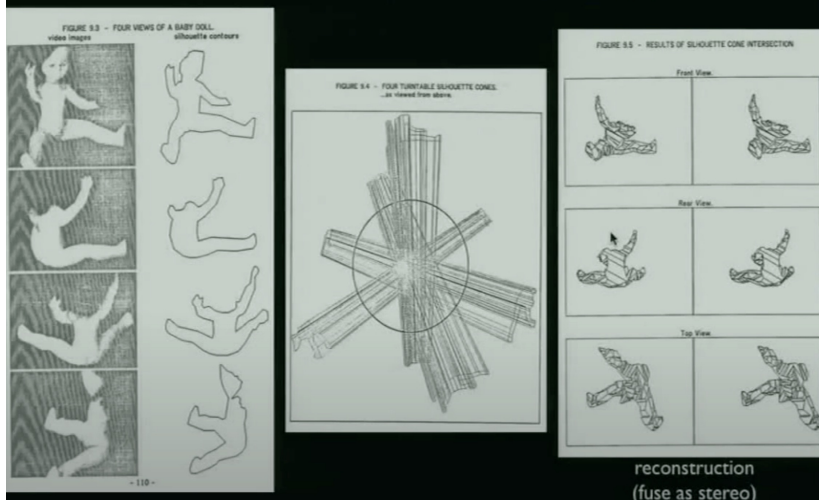 FIGURE 9.3 - FOUR VIEWS OF A BABY DOLL.
video images silhouette contours
- 110 -
FIGURE 9.4 - FOUR TURNTABLE SILHOUETTE CONES.
...as viewed from above.
FIGURE 9.5 - RESULTS OF SILHOUETTE CONE INTERSECTION
Front View.
Rear View.
Top View.
reconstruction
(fuse as stereo)